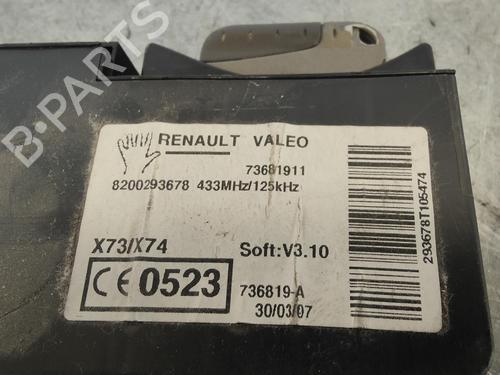 RENAULT VALEO
73681911
8200293678 433MHz/125kHz
X73/X74
Soft:V3.10
CE 0523
736819-A
30/03/07
293678T105474
B-PARTS